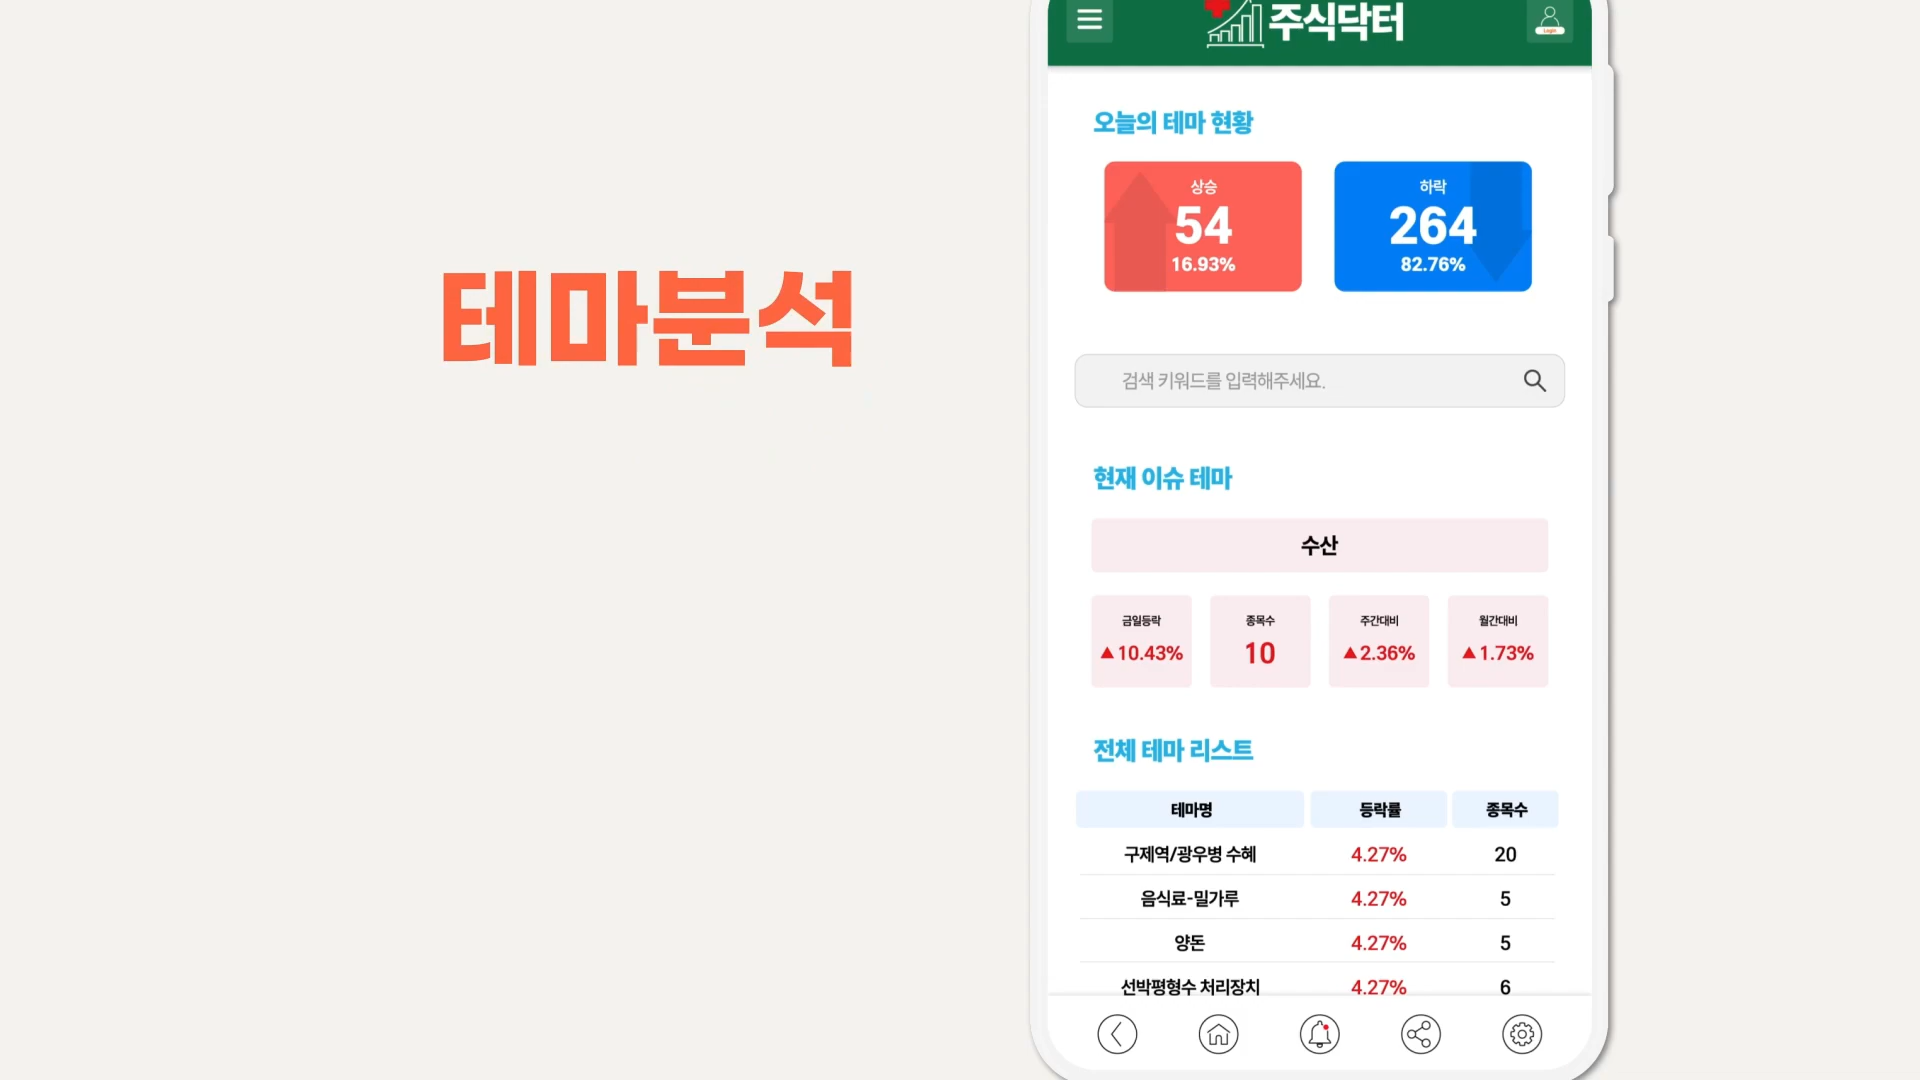 테마분석
주식닥터
Login
오늘의 테마 현황
상승
54
16.93%
하락
264
82.76%
검색 키워드를 입력해주세요.
현재 이슈 테마
수산
금일등락
▲10.43%
종목수
10
주간대비
▲2.36%
월간대비
▲1.73%
전체 테마 리스트
테마명 등락률 종목수
구제역/광우병 수혜 4.27% 20
음식료-밀가루 4.27% 5
양돈 4.27% 5
선박평형수 처리장치 4.27% 6